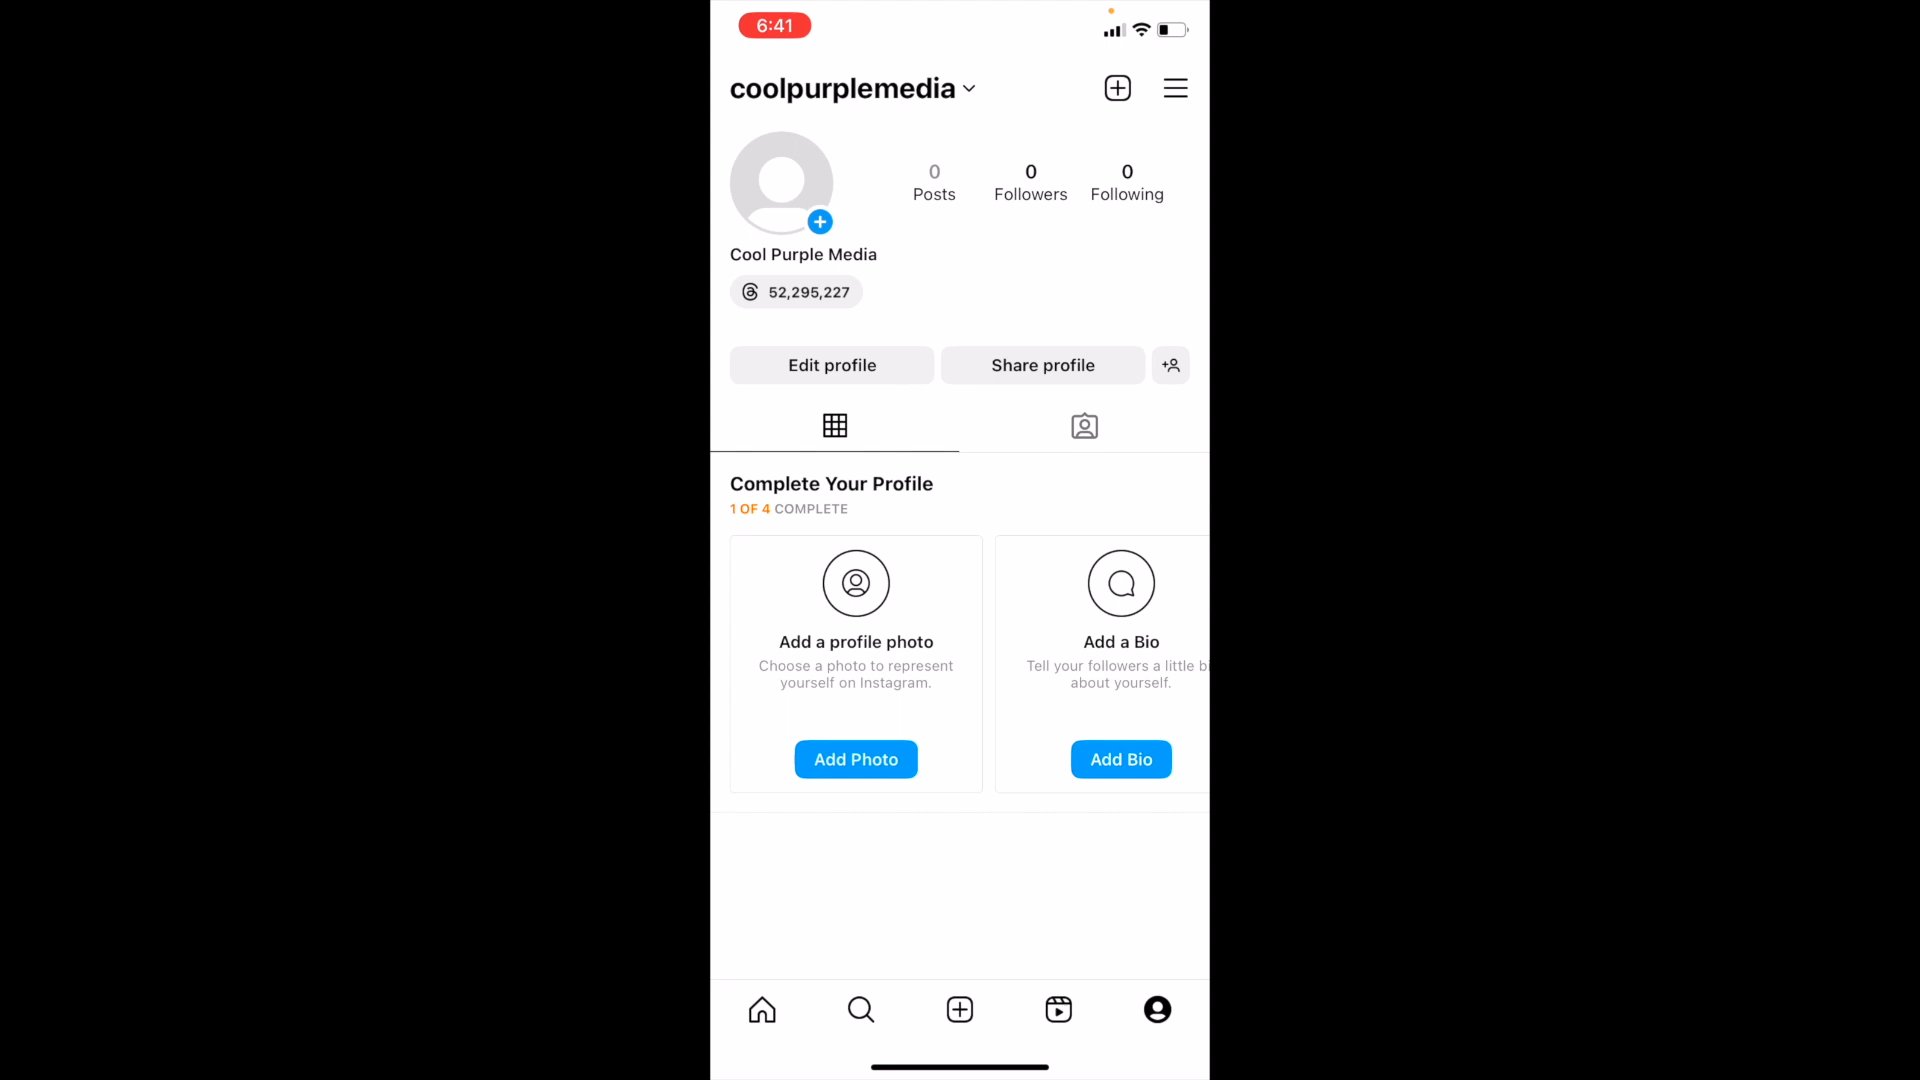 6:41
coolpurplemedia
0 0 0
Posts Followers Following
Cool Purple Media
52,295,227
Edit profile Share profile
Complete Your Profile
1 OF 4 COMPLETE
Add a profile photo
Choose a photo to represent
yourself on Instagram.
Add Photo
Add a Bio
Tell your followers a little bi
about yourself.
Add Bio